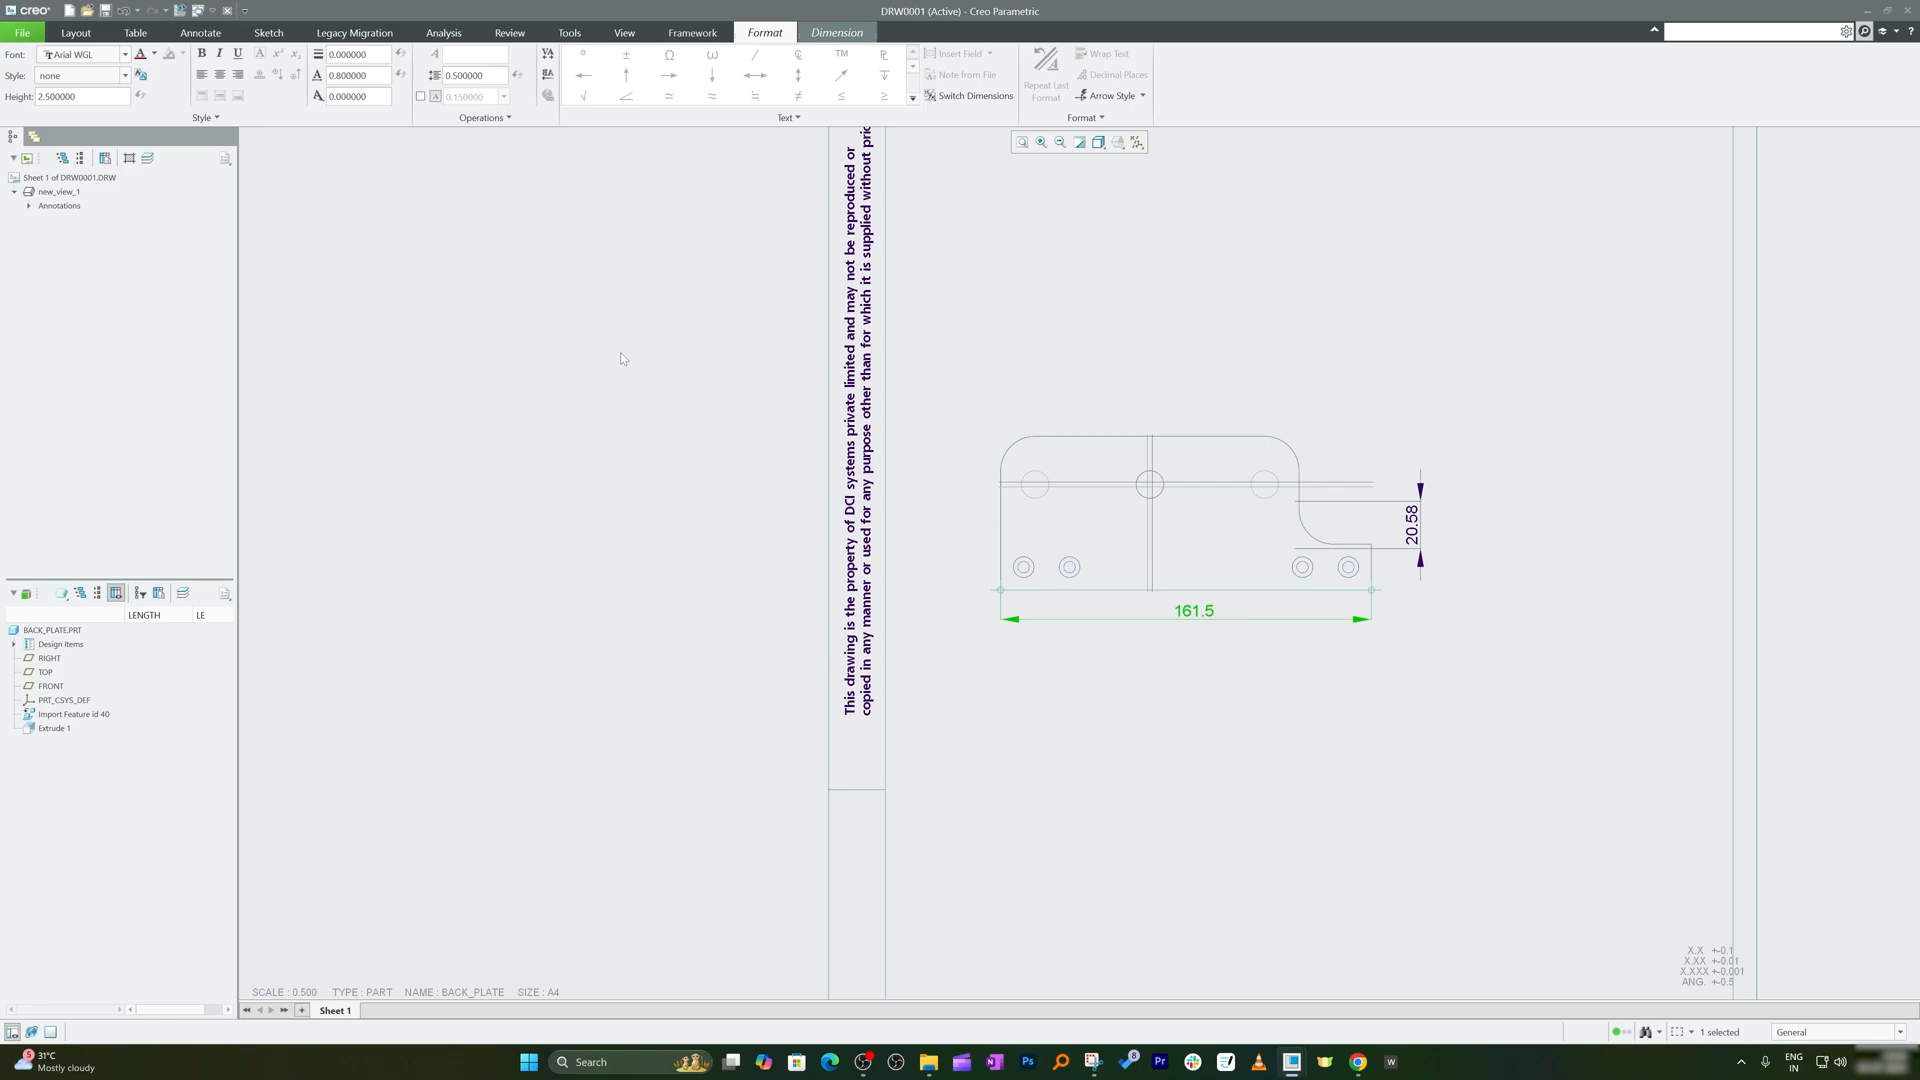 creo
DRW0001 (Active) - Creo Parametric
File
Layout
Table
Annotate
Sketch
Legacy Migration
Analysis
Review
Tools
View
Framework
Format
Dimension
Font:
Arial WGL
A
B
I
U
0.000000
Style:
none
0.800000
0.500000
Height:
2.500000
0.000000
0.150000
° ± Ω ω ⁄ ℄ TM
√ ≠ ≤ ≥
Insert Field
Note from File
Switch Dimensions
Repeat Last
Format
Wrap Text
Decimal Places
Arrow Style
Style
Operations
Text
Format
Sheet 1 of DRW0001.DRW
new_view_1
Annotations
LENGTH
LE
BACK_PLATE.PRT
Design Items
RIGHT
TOP
FRONT
PRT_CSYS_DEF
Import Feature id 40
Extrude 1
This drawing is the property of DCI systems private limited and may not be reproduced or
copied in any manner or used for any purpose other than for which it is supplied without
20.58
161.5
X.X +-0.1
X.XX +-0.01
X.XXX +-0.001
ANG. +-0.5
SCALE : 0.500 TYPE : PART NAME : BACK_PLATE SIZE : A4
Sheet 1
1 selected
General
5
31°C
Mostly cloudy
Search
8
Ps
Pr
N
W
ENG
IN